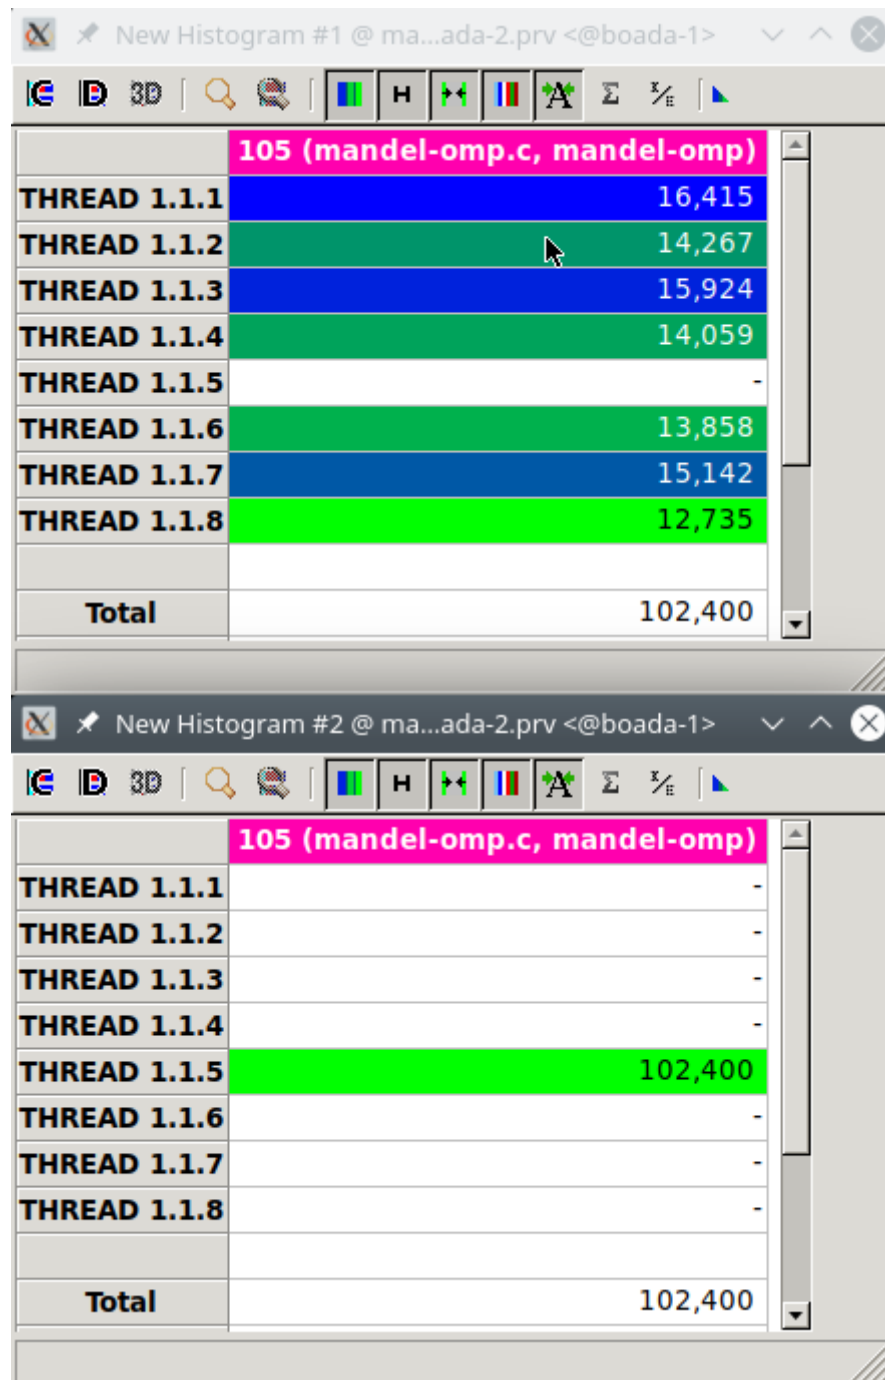 New Histogram #1 @ ma...ada-2.prv <@boada-1>
3D H A Σ
105 (mandel-omp.c, mandel-omp)
THREAD 1.1.1 16,415
THREAD 1.1.2 14,267
THREAD 1.1.3 15,924
THREAD 1.1.4 14,059
THREAD 1.1.5 -
THREAD 1.1.6 13,858
THREAD 1.1.7 15,142
THREAD 1.1.8 12,735
Total 102,400
New Histogram #2 @ ma...ada-2.prv <@boada-1>
3D H A Σ
105 (mandel-omp.c, mandel-omp)
THREAD 1.1.1 -
THREAD 1.1.2 -
THREAD 1.1.3 -
THREAD 1.1.4 -
THREAD 1.1.5 102,400
THREAD 1.1.6 -
THREAD 1.1.7 -
THREAD 1.1.8 -
Total 102,400